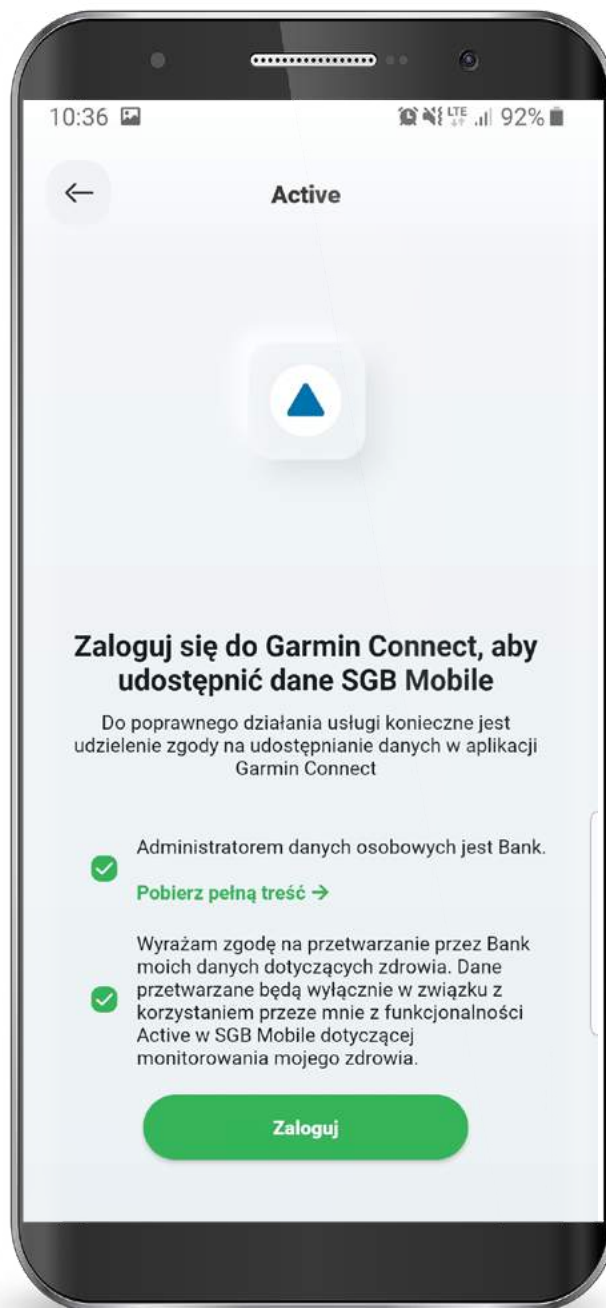 10:36 LTE 92%
Active
Zaloguj się do Garmin Connect, aby
udostępnić dane SGB Mobile
Do poprawnego działania usługi konieczne jest
udzielenie zgody na udostępnianie danych w aplikacji
Garmin Connect
Administratorem danych osobowych jest Bank.
Pobierz pełną treść →
Wyrażam zgodę na przetwarzanie przez Bank
moich danych dotyczących zdrowia. Dane
przetwarzane będą wyłącznie w związku z
korzystaniem przeze mnie z funkcjonalności
Active w SGB Mobile dotyczącej
monitorowania mojego zdrowia.
Zaloguj